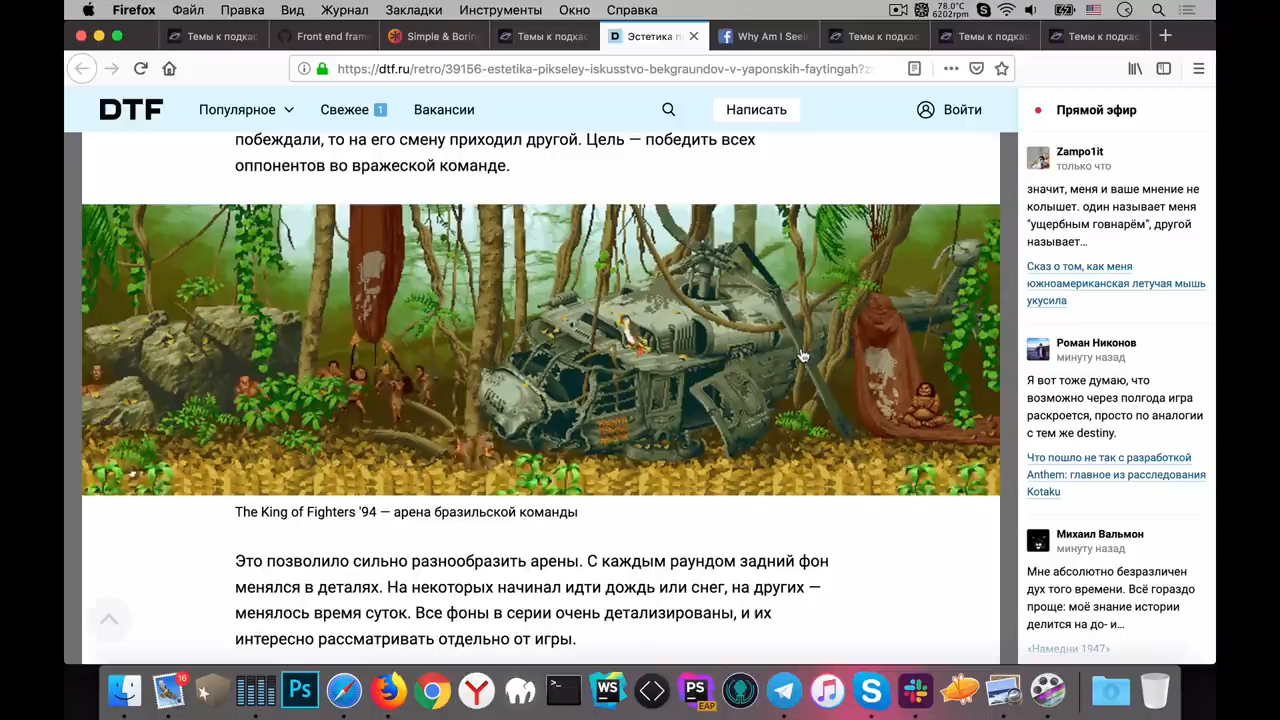 Firefox Файл Правка Вид Журнал Закладки Инструменты Окно Справка 78.0°C 6202rpm
Темы к подкас
Front end fram
Simple & Borin
Темы к подкас
Эстетика п
Why Am I Seei
Темы к подкас
Темы к подкас
Темы к подкас
https://dtf.ru/retro/39156-estetika-pikseley-iskusstvo-bekgraundov-v-yaponskih-faytingah?
DTF Популярное Свежее 1 Вакансии Написать Войти
побеждали, то на его смену приходил другой. Цель — победить всех
оппонентов во вражеской команде.
The King of Fighters '94 — арена бразильской команды
Это позволило сильно разнообразить арены. С каждым раундом задний фон
менялся в деталях. На некоторых начинал идти дождь или снег, на других —
менялось время суток. Все фоны в серии очень детализированы, и их
интересно рассматривать отдельно от игры.
Прямой эфир
Zampo1it
только что
значит, меня и ваше мнение не
колышет. один называет меня
"ущербным говнарём", другой
называет...
Сказ о том, как меня
южноамериканская летучая мышь
укусила
Роман Никонов
минуту назад
Я вот тоже думаю, что
возможно через полгода игра
раскроется, просто по аналогии
с тем же destiny.
Что пошло не так с разработкой
Anthem: главное из расследования
Kotaku
Михаил Вальмон
минуту назад
Мне абсолютно безразличен
дух того времени. Всё гораздо
проще: моё знание истории
делится на до- и...
«Намедни 1947»
16
Ps
Y
WS
PS
EAP
S